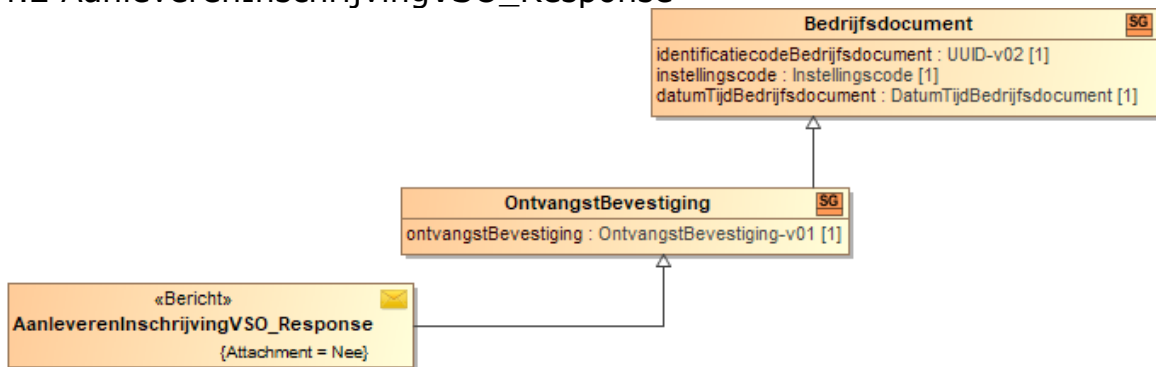 AanleverenInschrijvingVSO_Response
Bedrijfsdocument SG
identificatiecodeBedrijfsdocument : UUID-v02 [1]
instellingscode : Instellingscode [1]
datumTijdBedrijfsdocument : DatumTijdBedrijfsdocument [1]
OntvangstBevestiging SG
ontvangstBevestiging : OntvangstBevestiging-v01 [1]
«Bericht»
AanleverenInschrijvingVSO_Response
{Attachment = Nee}